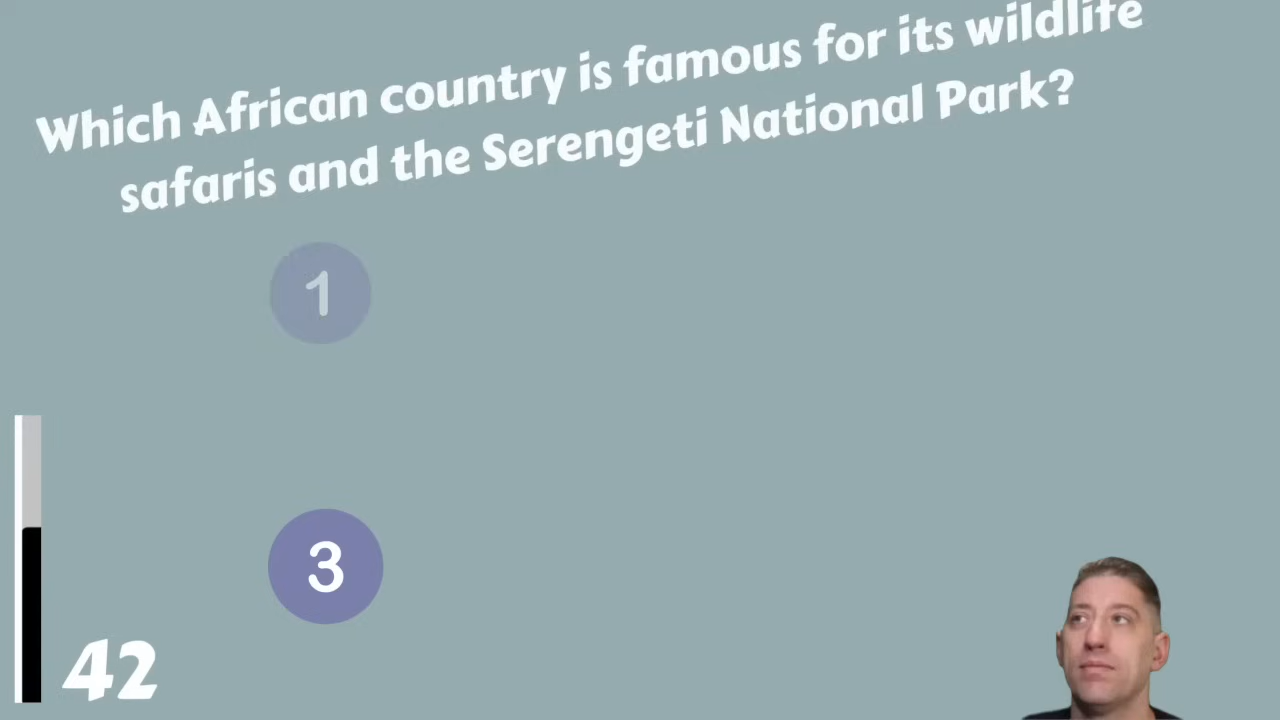 Which African country is famous for its wildlife
safaris and the Serengeti National Park?
1
3
42